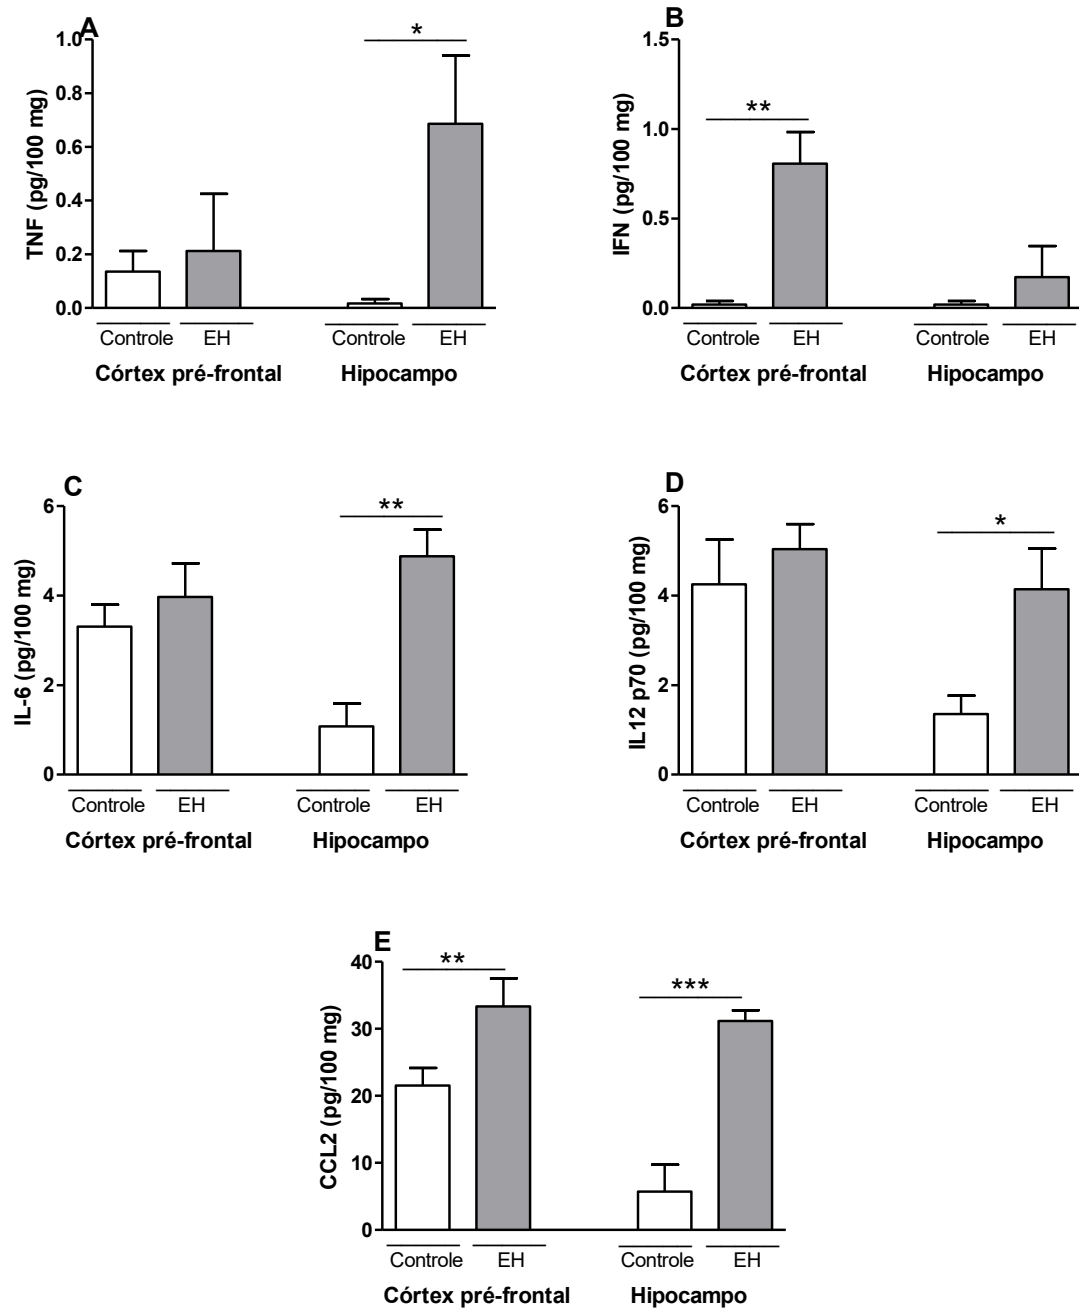 A
TNF (pg/100 mg)
1.0
0.8
0.6
0.4
0.2
0.0
*
Controle EH Controle EH
Córtex pré-frontal Hipocampo
B
IFN (pg/100 mg)
1.5
1.0
0.5
0.0
**
Controle EH Controle EH
Córtex pré-frontal Hipocampo
C
IL-6 (pg/100 mg)
6
4
2
0
**
Controle EH Controle EH
Córtex pré-frontal Hipocampo
D
IL12 p70 (pg/100 mg)
6
4
2
0
*
Controle EH Controle EH
Córtex pré-frontal Hipocampo
E
CCL2 (pg/100 mg)
40
30
20
10
0
** ***
Controle EH Controle EH
Córtex pré-frontal Hipocampo